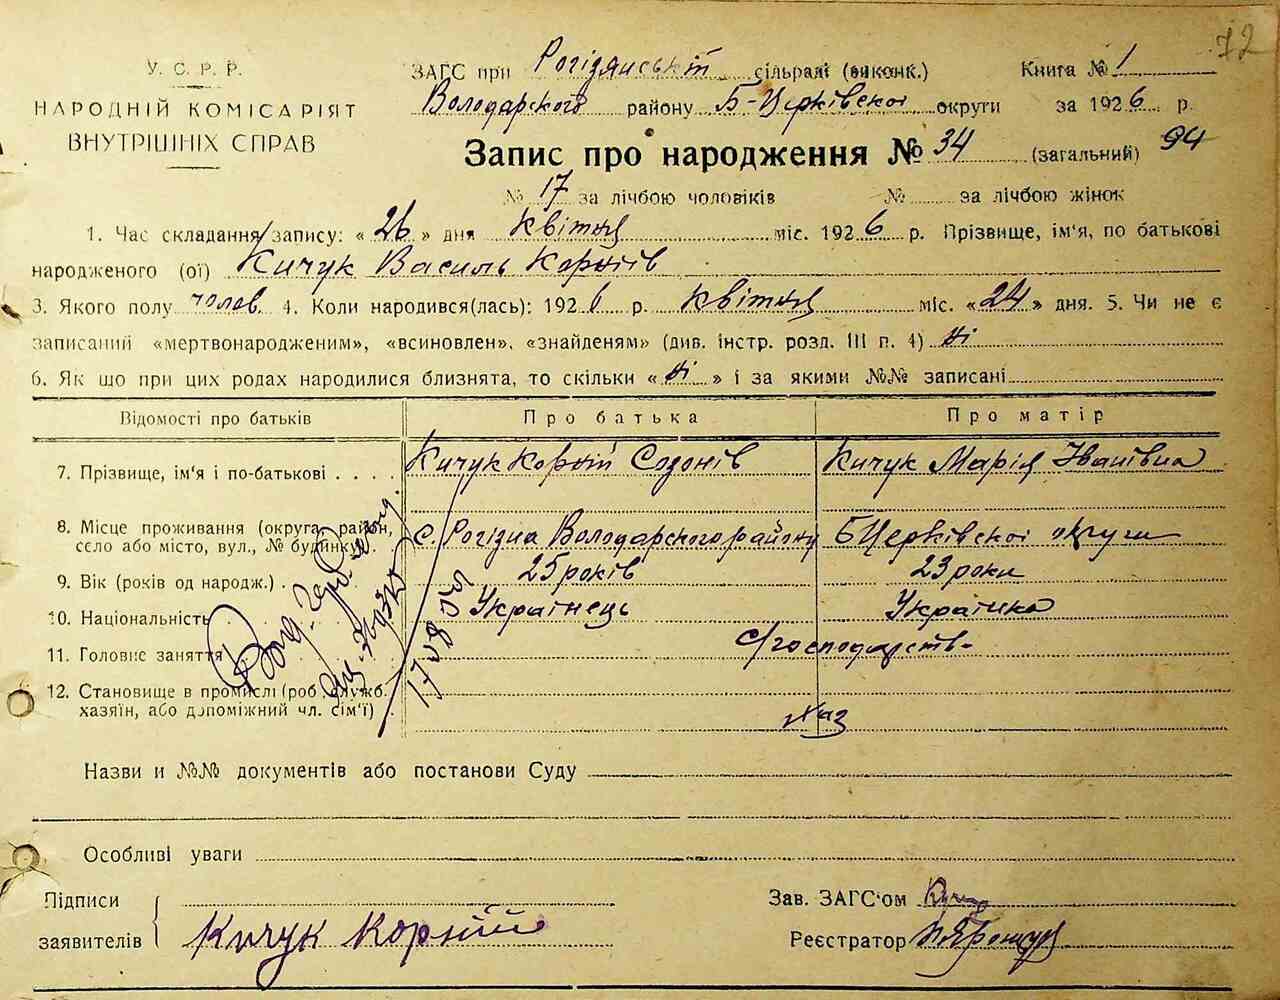 72
У. С. Р. Р.
НАРОДНІЙ КОМІСАРІЯТ
ВНУТРІШНІХ СПРАВ
ЗАГС при Рогізянській сільраді (виконк.) Книга № 1
Володарского району Б-Церківскої округи за 1926 р.
Запис про народження № 34 (загальний) 94
№ 17 за лічбою чоловіків № за лічбою жінок
1. Час складання запису: «26» дня квітня міс. 1926 р. Прізвище, ім'я, по батькові
народженого (ої) Кичук Василь Корніїв
3. Якого полу чолов. 4. Коли народився(лась): 1926 р. квітня міс. «24» дня. 5. Чи не є
записаний «мертвонародженим», «всиновлен», «знайденям» (див. інстр. розд. III п. 4) ні
6. Як що при цих родах народилися близнята, то скільки «ні» і за якими №№ записані
Відомості про батьків Про батька Про матір
7. Прізвище, ім'я і по-батькові . . . . Кичук Корній Созонів Кичук Марія Іванівна
8. Місце проживання (округа, район, село або місто, вул., № будинку) с. Рогізна Володарского району Б Церківскої округи
9. Вік (років од народж.) . 25 років 23 роки
10. Національність Українець Українка
11. Головне заняття с/господарств-
12. Становище в промислі (роб. служб. хазяїн, або допоміжний чл. сім'ї)
Назви и №№ документів або постанови Суду
Особливі уваги
Підписи
заявителів Кичук Корній
Зав. ЗАГС'ом
Реєстратор